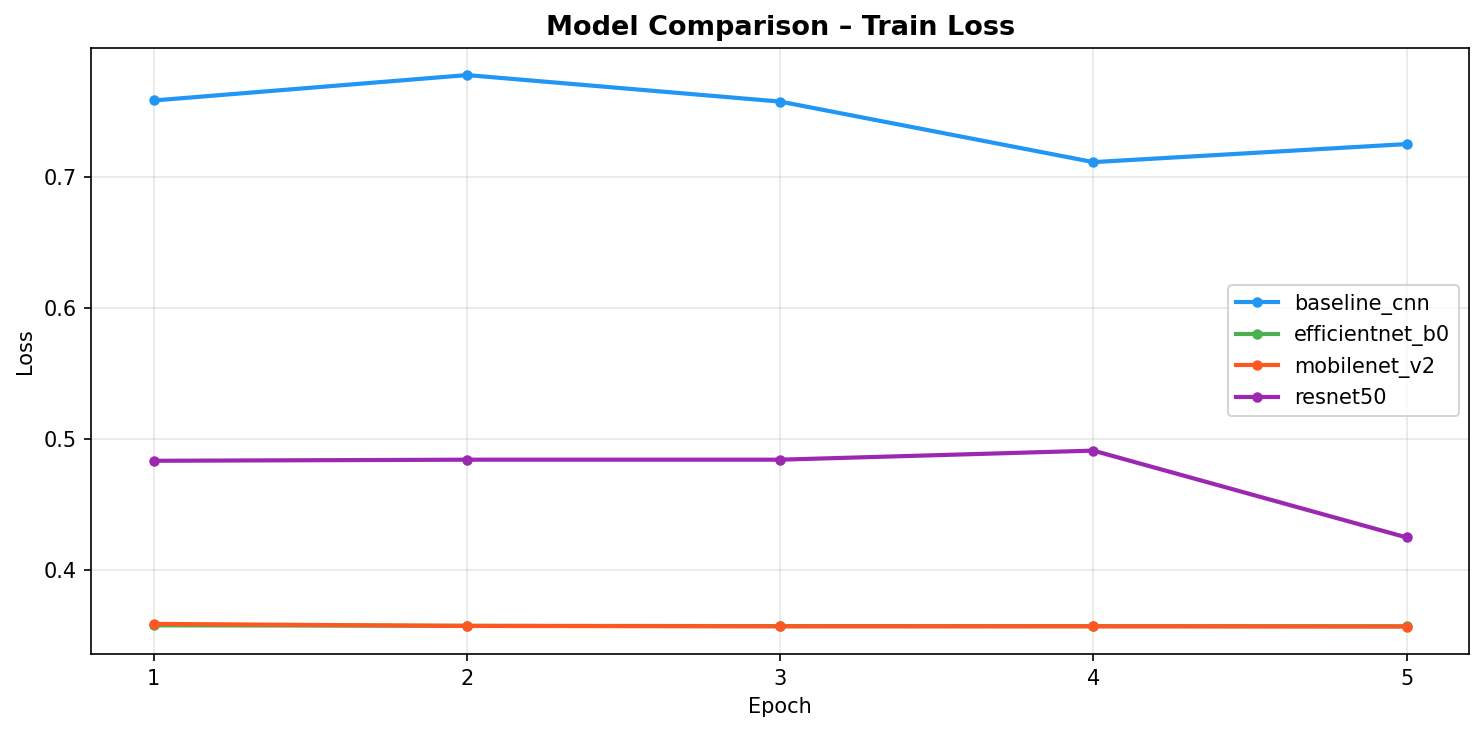 Model Comparison – Train Loss
0.7
0.6
0.5
0.4
Loss
baseline_cnn
efficientnet_b0
mobilenet_v2
resnet50
1 2 3 4 5
Epoch